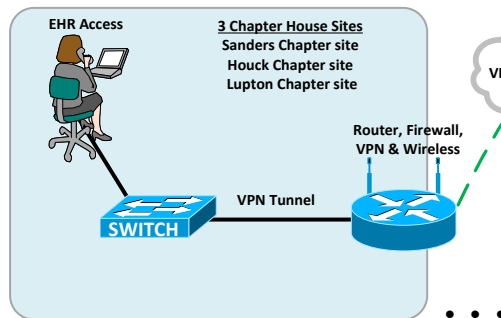 EHR Access
3 Chapter House Sites
Sanders Chapter site
Houck Chapter site
Lupton Chapter site
Router, Firewall,
VPN & Wireless
VPN Tunnel
SWITCH